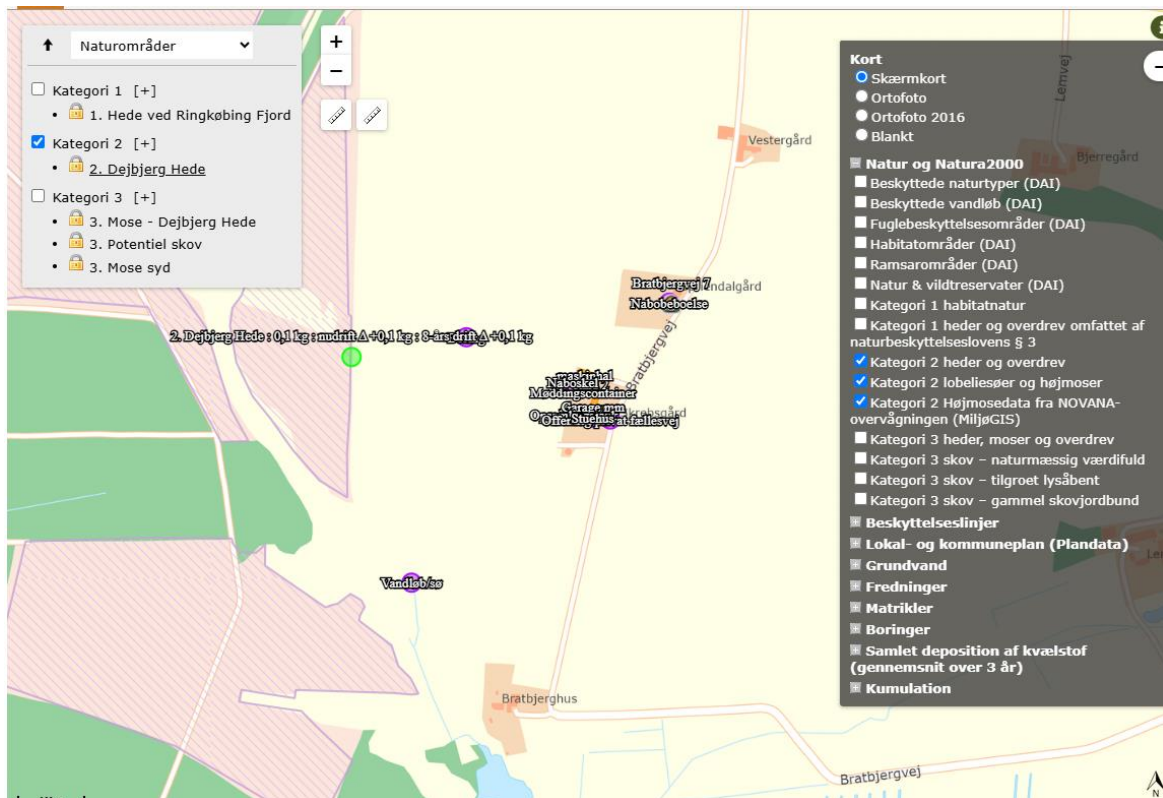 Naturområder
Kategori 1 [+]
1. Hede ved Ringkøbing Fjord
Kategori 2 [+]
2. Dejbjerg Hede
Kategori 3 [+]
3. Mose - Dejbjerg Hede
3. Potentiel skov
3. Mose syd
+
−
Kort
Skærmkort
Ortofoto
Ortofoto 2016
Blankt
Natur og Natura2000
Beskyttede naturtyper (DAI)
Beskyttede vandløb (DAI)
Fuglebeskyttelsesområder (DAI)
Habitatområder (DAI)
Ramsarområder (DAI)
Natur & vildtreservater (DAI)
Kategori 1 habitatnatur
Kategori 1 heder og overdrev omfattet af
naturbeskyttelseslovens § 3
Kategori 2 heder og overdrev
Kategori 2 lobeliesøer og højmoser
Kategori 2 Højmosedata fra NOVANA-
overvågningen (MiljøGIS)
Kategori 3 heder, moser og overdrev
Kategori 3 skov – naturmæssig værdifuld
Kategori 3 skov – tilgroet lysåbent
Kategori 3 skov – gammel skovjordbund
Beskyttelseslinjer
Lokal- og kommuneplan (Plandata)
Grundvand
Fredninger
Matrikler
Boringer
Samlet deposition af kvælstof
(gennemsnit over 3 år)
Kumulation
Lemvej
Vestergård
Bjerregård
Bratbjergvej 7
Nabobeboelse
Bratbjergvej
2. Dejbjerg Hede : 0,1 kg : nudrift Δ +0,1 kg : 8-årsdrift Δ +0,1 kg
maskinhal
Naboskel
Møddingscontainer
Garage mm
Stuehus
Vandløb/sø
Bratbjerghus
Bratbjergvej
N